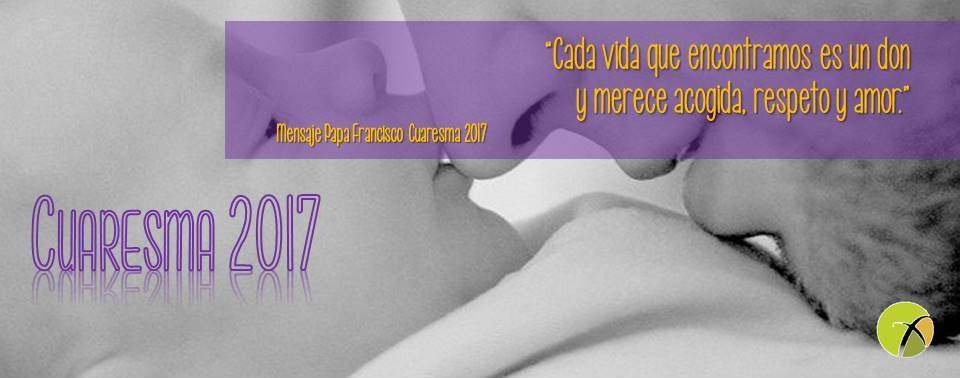 “Cada vida que encontramos es un don
y merece acogida, respeto y amor.”
Mensaje Papa Francisco Cuaresma 2017
Cuaresma 2017